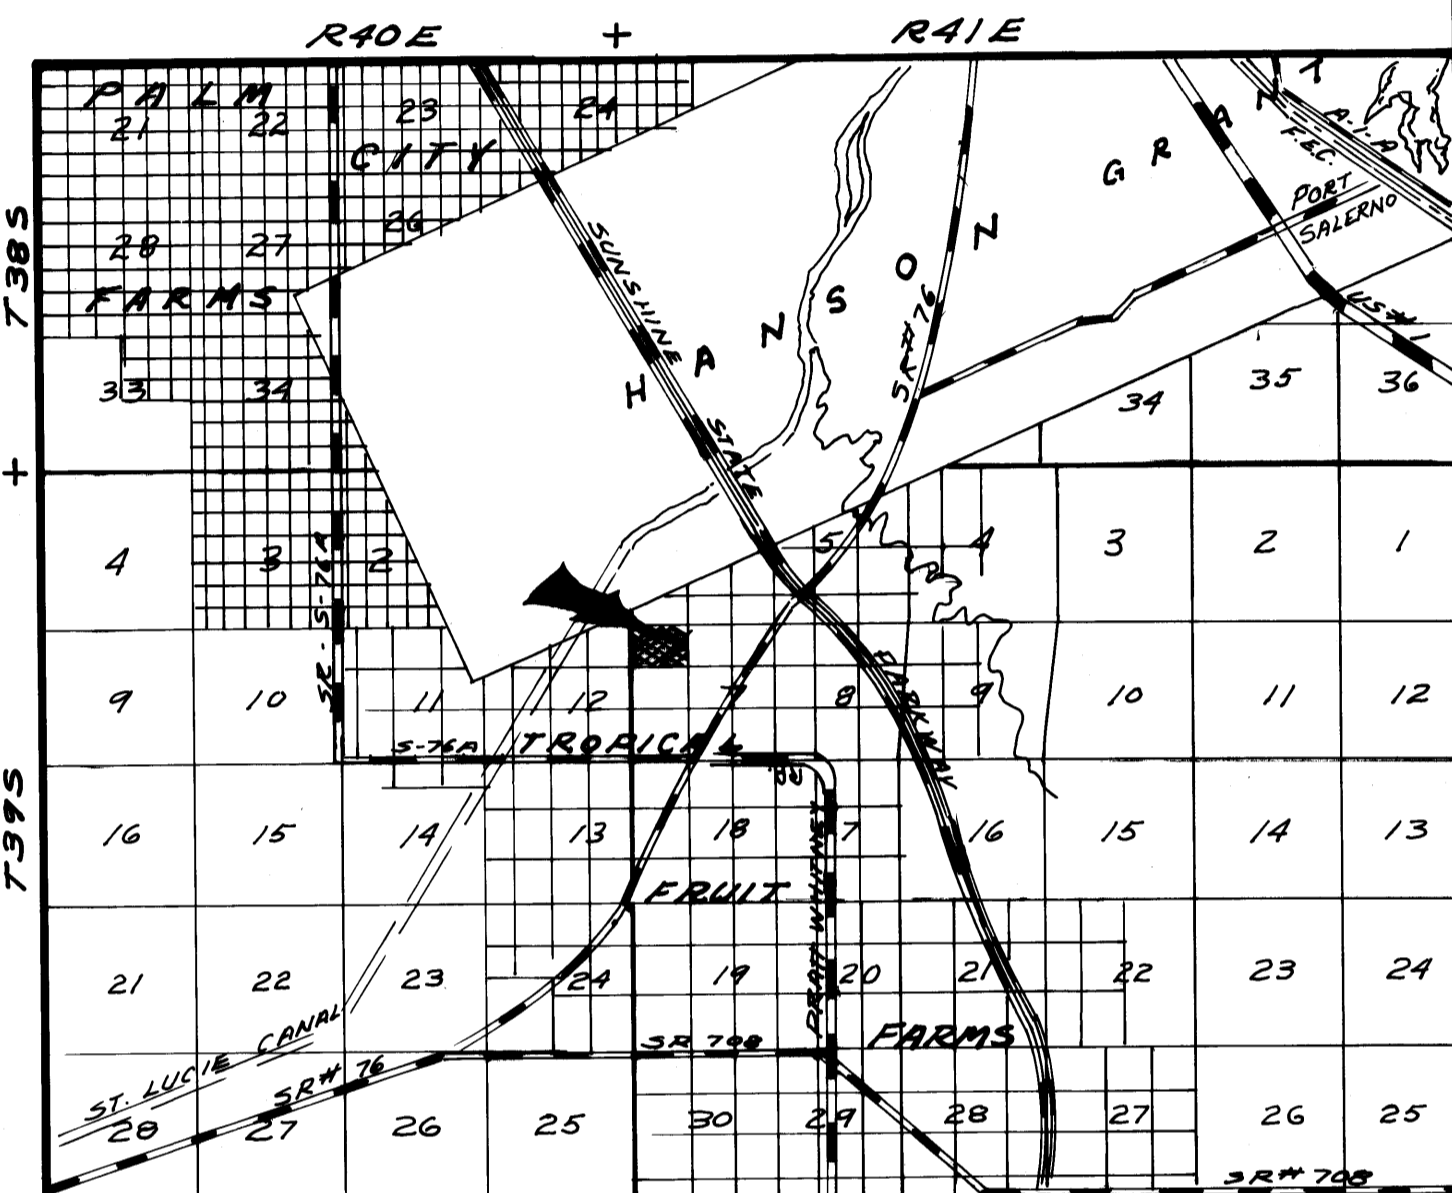 R40E + R41E
PALM
21 22 23 24
CITY
26
28 27
FARMS
33 34
T38S
+
T39S
SUNSHINE
STATE
PARKWAY
HANSON
GRANT
SR#76
A-1-A
F.E.C.
PORT
SALERNO
US#1
34 35 36
4 3 2 5 4 3 2 1
SR-S-76A
9 10 11 12 7 8 9 10 11 12
S-76A TROPICAL
16 15 14 13 18 17 16 15 14 13
PRATT WHITNEY
RD
FRUIT
21 22 23 24 19 20 21 22 23 24
ST. LUCIE CANAL
SR#76
SR 708
FARMS
28 27 26 25 30 29 28 27 26 25
SR#708